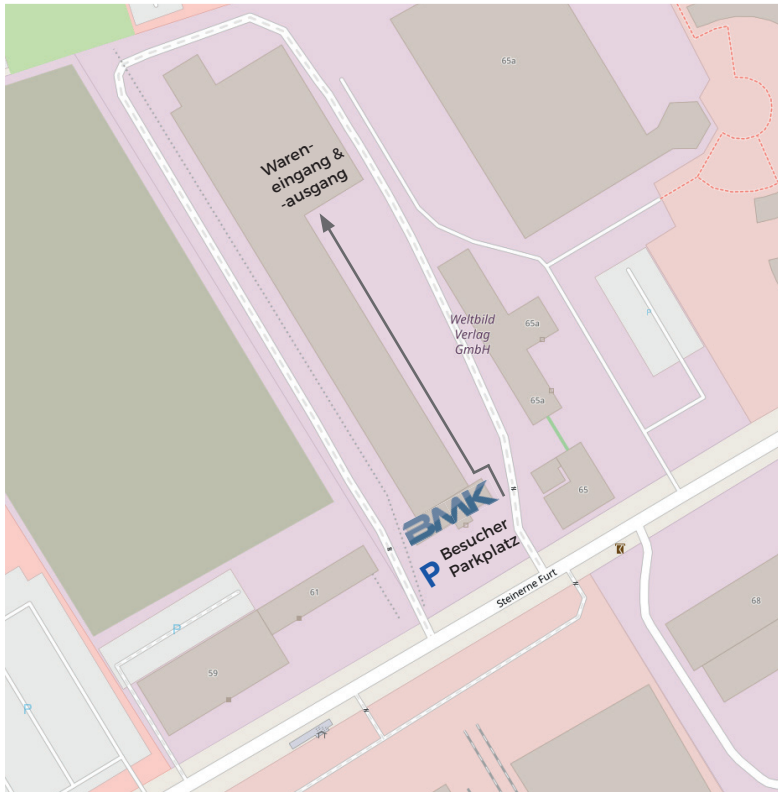 65a
Waren-
eingang &
-ausgang
P
65a
Weltbild
Verlag
GmbH
65a
65
BMK
P Besucher
Parkplatz
Steinerne Furt
61
68
P
59
P